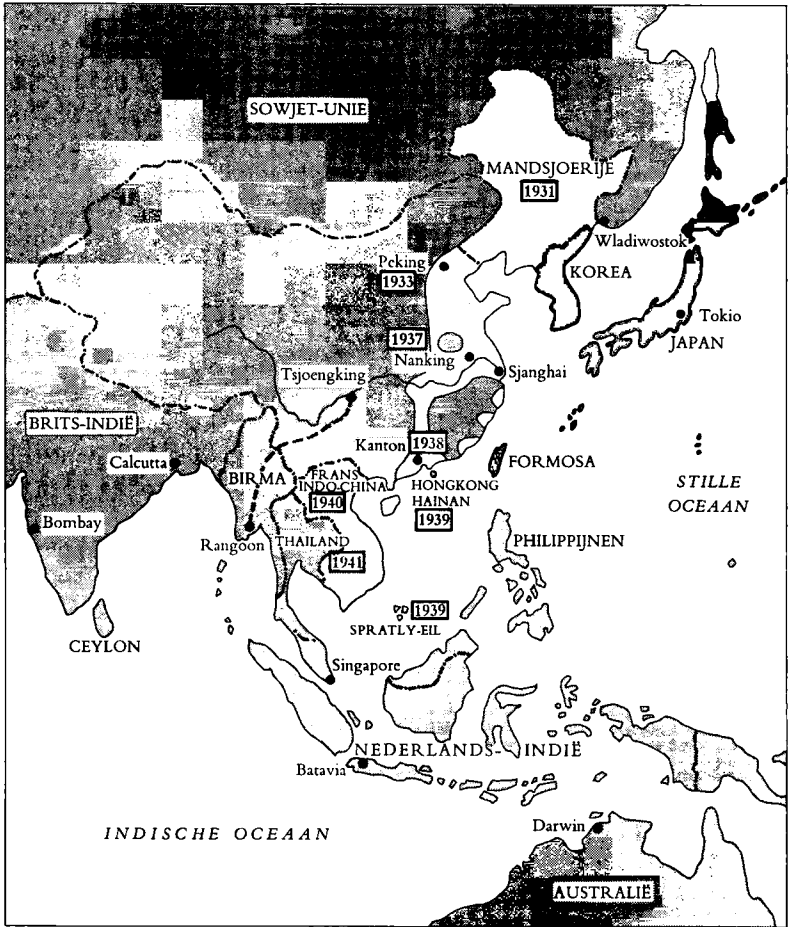 SOWJET-UNIE
MANDSJOERIJE
1931
Wladiwostok
Peking
1933
KOREA
Tokio
JAPAN
1937
Nanking
Sjanghai
Tsjoengking
BRITS-INDIË
Kanton
1938
Calcutta
FORMOSA
BIRMA
FRANS
INDO-CHINA
1940
HONGKONG
HAINAN
1939
STILLE
OCEAAN
Bombay
Rangoon
THAILAND
1941
PHILIPPIJNEN
1939
SPRATLY-EIL
CEYLON
Singapore
NEDERLANDS-INDIË
Batavia
INDISCHE OCEAAN
Darwin
AUSTRALIË